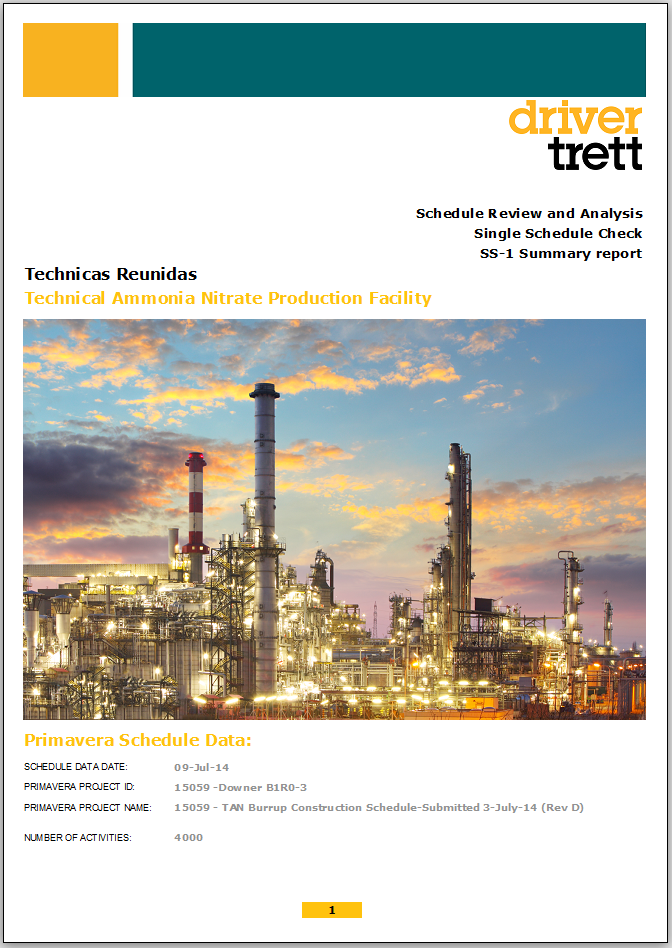 driver
trett
Schedule Review and Analysis
Single Schedule Check
SS-1 Summary report
Technicas Reunidas
Technical Ammonia Nitrate Production Facility
Primavera Schedule Data:
SCHEDULE DATA DATE: 09-Jul-14
PRIMAVERA PROJECT ID: 15059 -Downer B1R0-3
PRIMAVERA PROJECT NAME: 15059 - TAN Burrup Construction Schedule-Submitted 3-July-14 (Rev D)
NUMBER OF ACTIVITIES: 4000
1